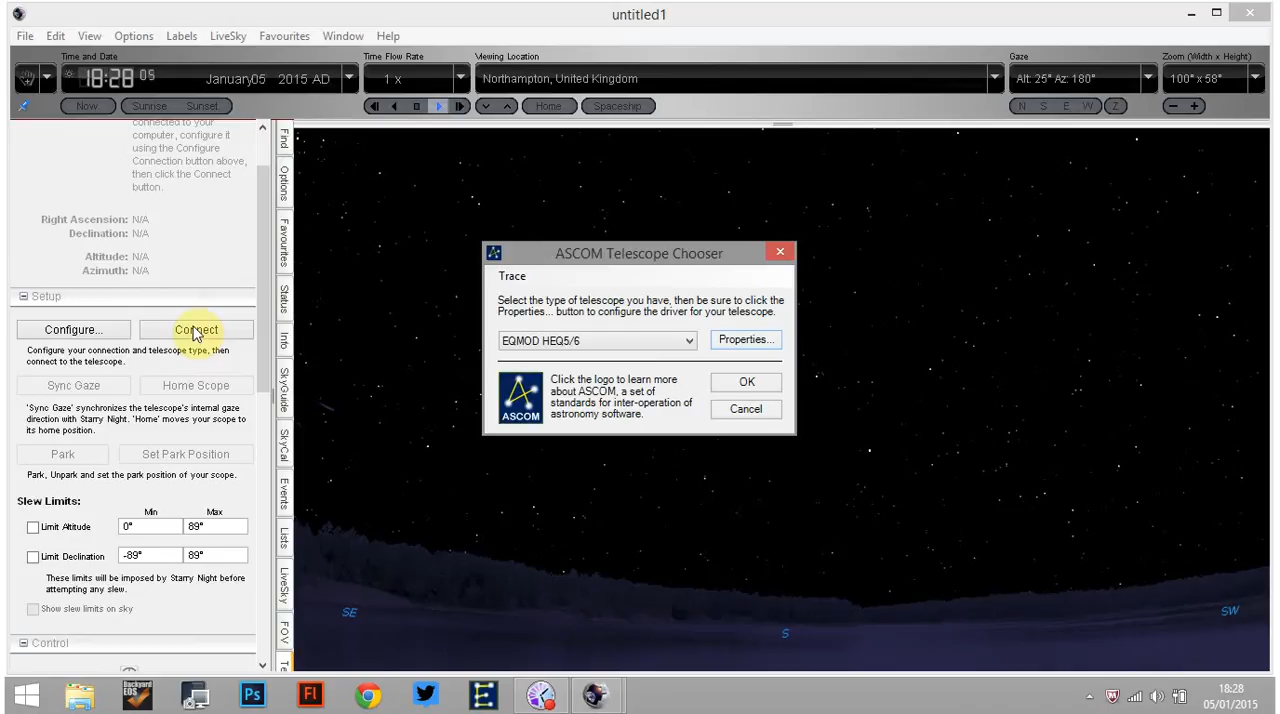 untitled1
File Edit View Options Labels LiveSky Favourites Window Help
Time and Date
Time Flow Rate
Viewing Location
Gaze
Zoom (Width x Height)
18:28 05 January05 2015 AD
1 x
Northampton, United Kingdom
Alt: 25° Az: 180°
100° x 58°
Now Sunrise Sunset
Home Spaceship
N S E W Z
connected to your
computer, configure it
using the Configure
Connection button above,
then click the Connect
button.
Right Ascension: N/A
Declination: N/A
Altitude: N/A
Azimuth: N/A
Setup
Configure... Connect
Configure your connection and telescope type, then
connect to the telescope.
Sync Gaze Home Scope
'Sync Gaze' synchronizes the telescope's internal gaze
direction with Starry Night. 'Home' moves your scope to
its home position.
Park Set Park Position
Park, Unpark and set the park position of your scope.
Slew Limits:
Min Max
Limit Altitude 0° 89°
Limit Declination -89° 89°
These limits will be imposed by Starry Night before
attempting any slew.
Show slew limits on sky
Control
Find
Options
Favourites
Status
Info
SkyGuide
SkyCal
Events
Lists
LiveSky
FOV
Te
ASCOM Telescope Chooser
Trace
Select the type of telescope you have, then be sure to click the
Properties... button to configure the driver for your telescope.
EQMOD HEQ5/6 Properties...
Click the logo to learn more
about ASCOM, a set of
standards for inter-operation of
astronomy software.
ASCOM
OK
Cancel
SE
S
SW
Backyard
EOS
Ps
Fl
E
18:28
05/01/2015